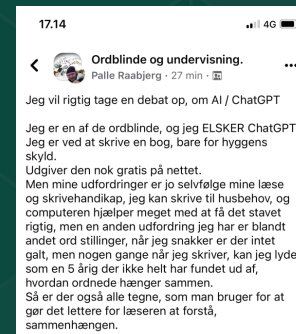 17.14
4G
Ordblinde og undervisning.
Palle Raabjerg · 27 min ·
Jeg vil rigtig tage en debat op, om AI / ChatGPT
Jeg er en af de ordblinde, og jeg ELSKER ChatGPT
Jeg er ved at skrive en bog, bare for hyggens
skyld.
Udgiver den nok gratis på nettet.
Men mine udfordringer er jo selvfølge mine læse
og skrivehandikap, jeg kan skrive til husbehov, og
computeren hjælper meget med at få det stavet
rigtig, men en anden udfordring jeg har er blandt
andet ord stillinger, når jeg snakker er der intet
galt, men nogen gange når jeg skriver, kan jeg lyde
som en 5 årig der ikke helt har fundet ud af,
hvordan ordnede hænger sammen.
Så er der også alle tegne, som man bruger for at
gør det lettere for læseren at forstå,
sammenhængen.